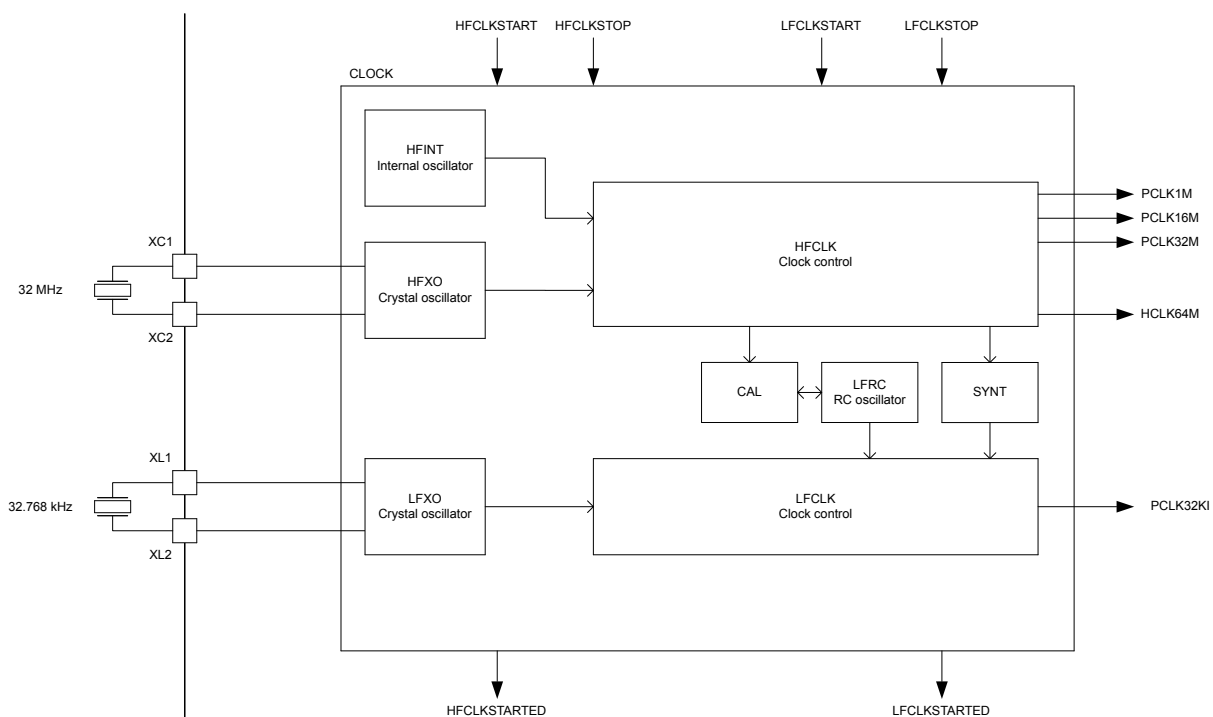 HFCLKSTART
HFCLKSTOP
LFCLKSTART
LFCLKSTOP
CLOCK
HFINT
Internal oscillator
PCLK1M
PCLK16M
PCLK32M
HFCLK
Clock control
XC1
HFXO
Crystal oscillator
32 MHz
HCLK64M
XC2
CAL
LFRC
RC oscillator
SYNT
XL1
LFXO
Crystal oscillator
LFCLK
Clock control
32.768 kHz
PCLK32KI
XL2
HFCLKSTARTED
LFCLKSTARTED